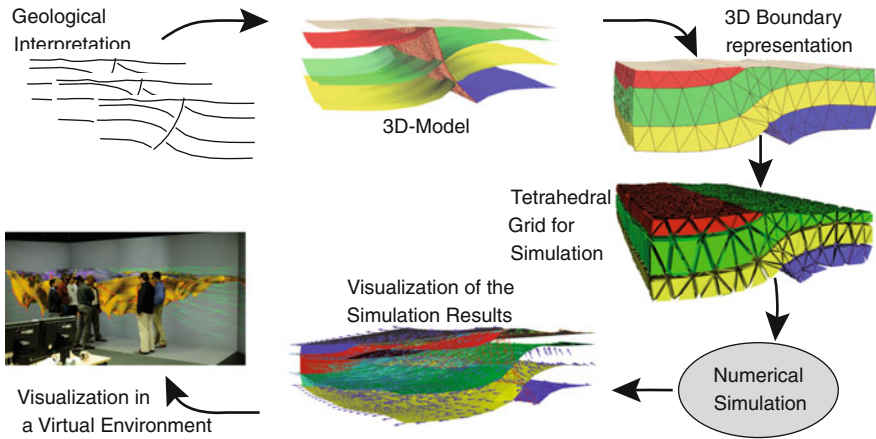 Geological
Interpretation
3D-Model
3D Boundary
representation
Tetrahedral
Grid for
Simulation
Numerical
Simulation
Visualization of the
Simulation Results
Visualization in
a Virtual Environment